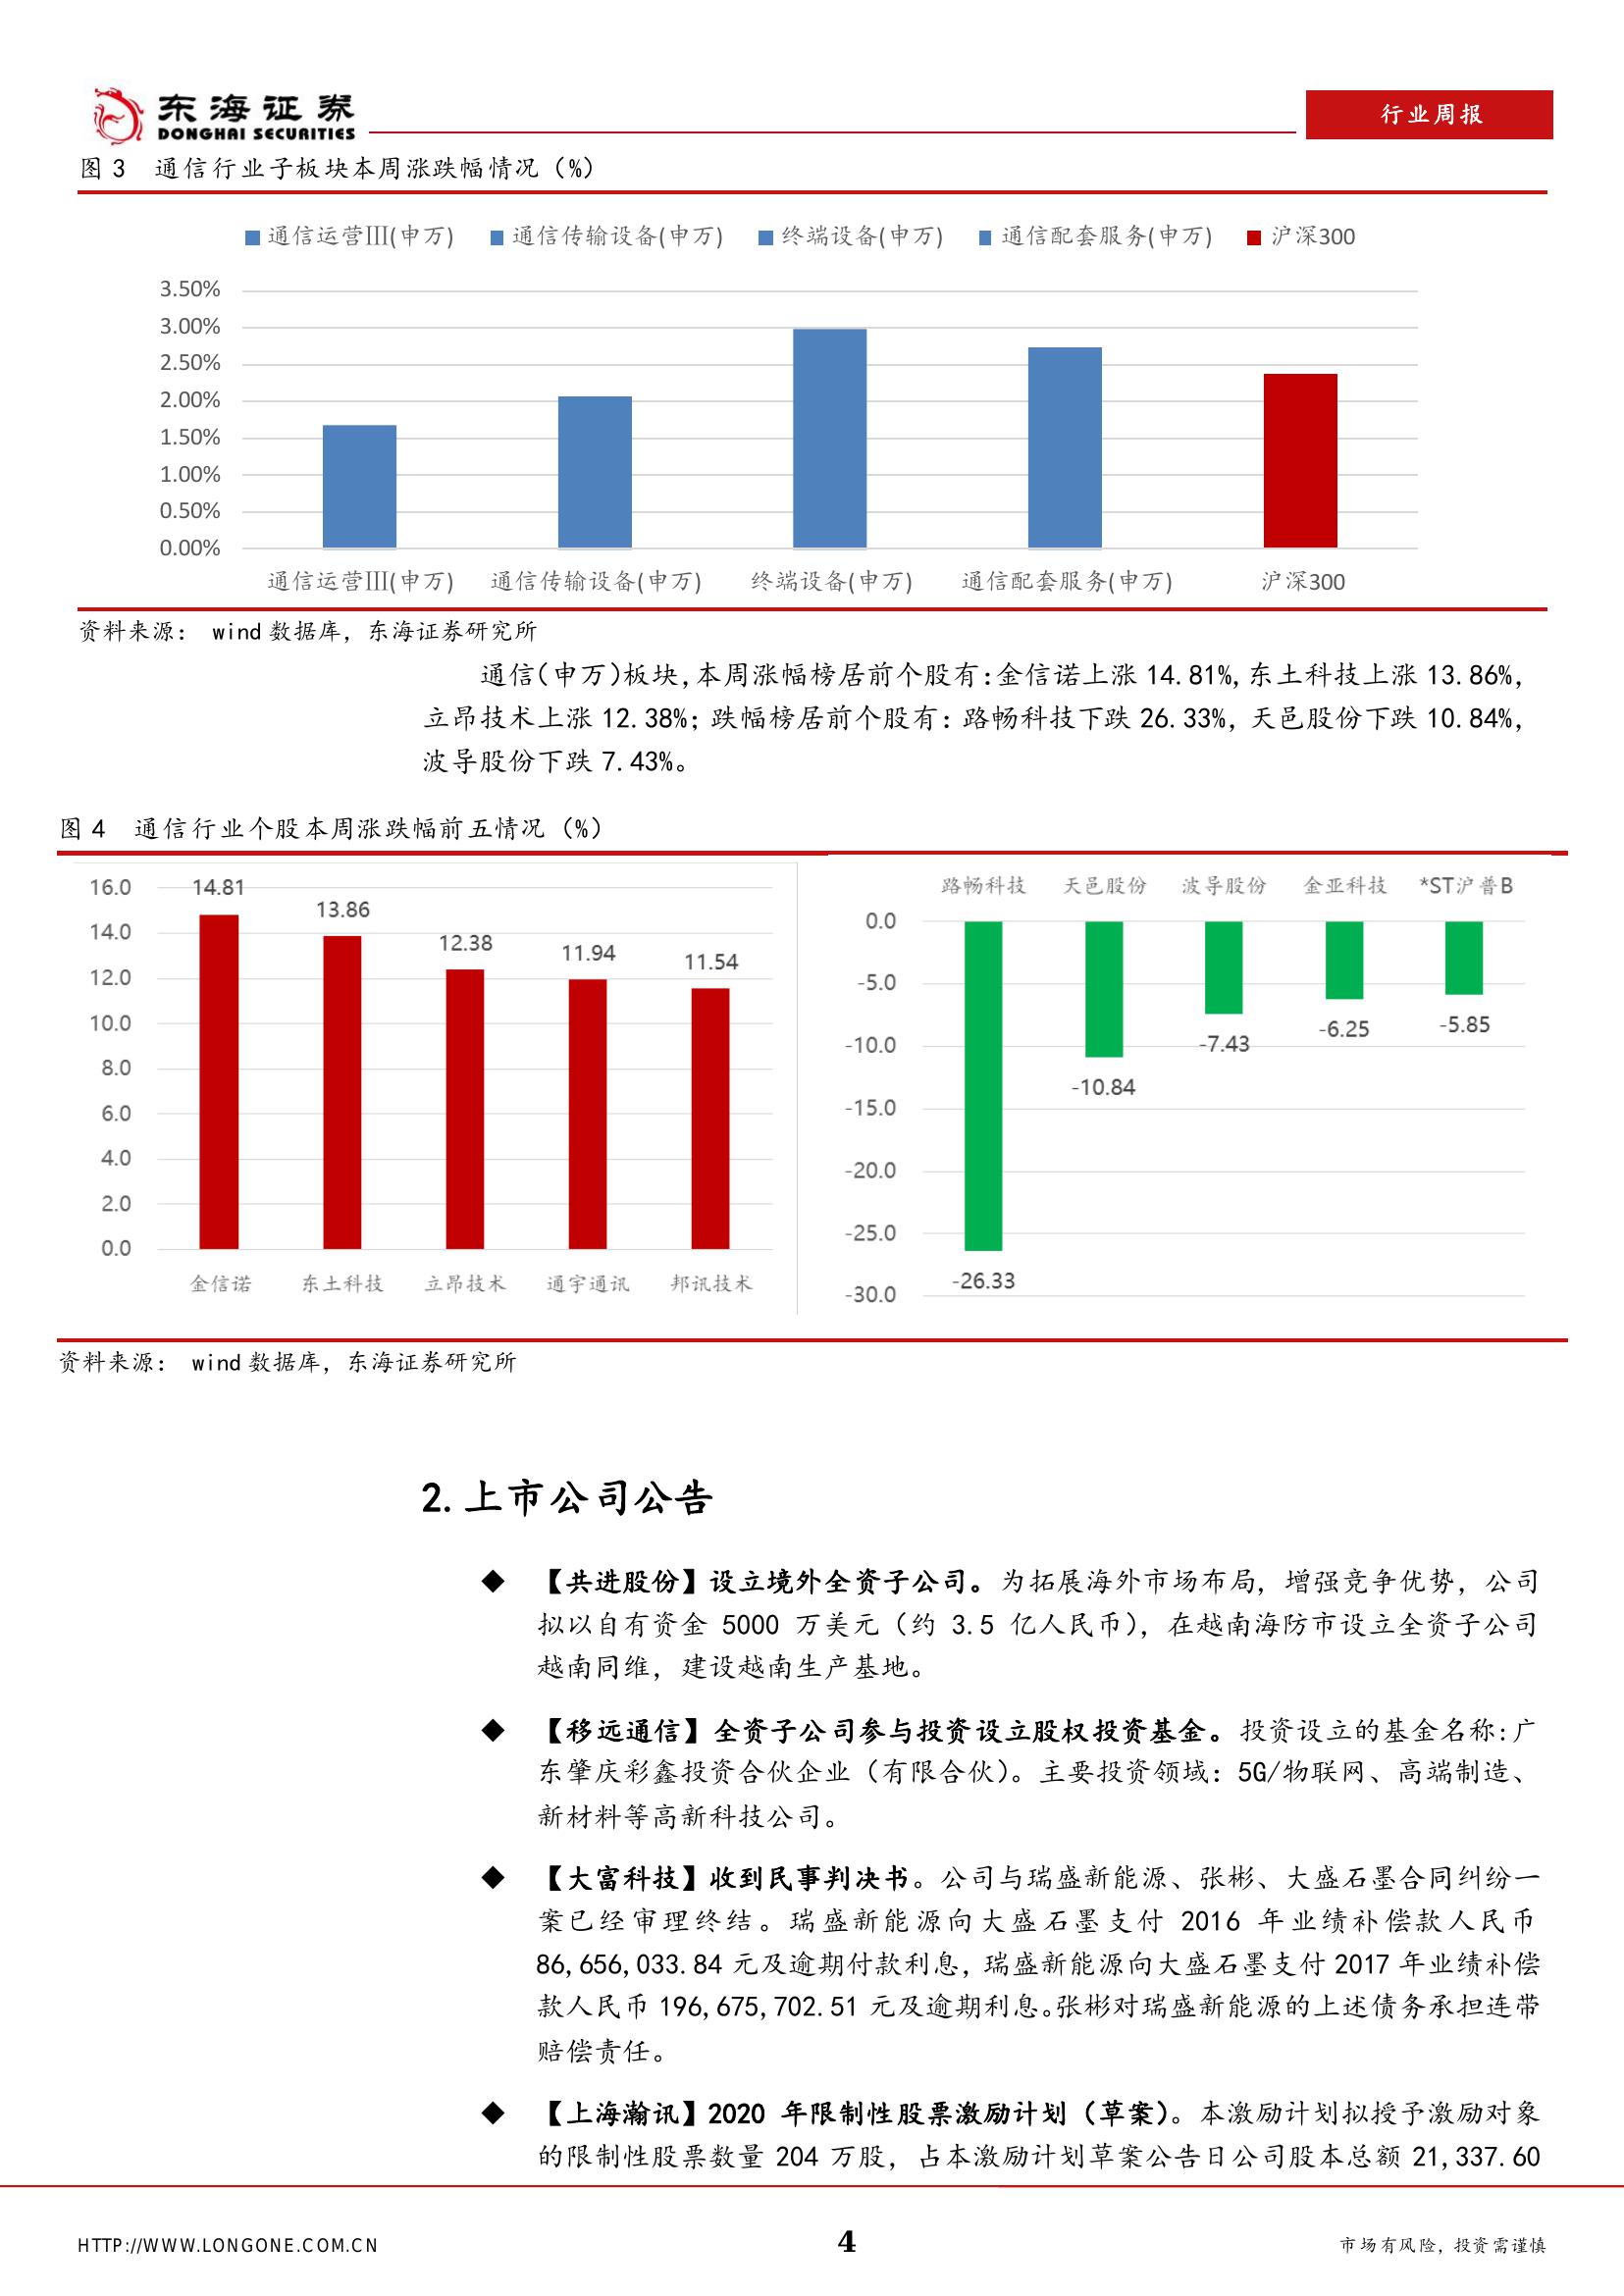 东海证券
DONGHAI SECURITIES
行业周报
图 3 通信行业子板块本周涨跌幅情况（%）
通信运营III(申万) 通信传输设备(申万) 终端设备(申万) 通信配套服务(申万) 沪深300
3.50%
3.00%
2.50%
2.00%
1.50%
1.00%
0.50%
0.00%
通信运营III(申万) 通信传输设备(申万) 终端设备(申万) 通信配套服务(申万) 沪深300
资料来源： wind 数据库，东海证券研究所
通信(申万)板块,本周涨幅榜居前个股有:金信诺上涨 14.81%,东土科技上涨 13.86%,
立昂技术上涨 12.38%；跌幅榜居前个股有：路畅科技下跌 26.33%，天邑股份下跌 10.84%，
波导股份下跌 7.43%。
图 4 通信行业个股本周涨跌幅前五情况（%）
16.0
14.0
12.0
10.0
8.0
6.0
4.0
2.0
0.0
14.81
13.86
12.38
11.94
11.54
金信诺 东土科技 立昂技术 通宇通讯 邦讯技术
路畅科技 天邑股份 波导股份 金亚科技 *ST沪普B
0.0
-5.0
-10.0
-15.0
-20.0
-25.0
-30.0
-26.33
-10.84
-7.43
-6.25
-5.85
资料来源： wind 数据库，东海证券研究所
2. 上市公司公告
◆ 【共进股份】设立境外全资子公司。为拓展海外市场布局，增强竞争优势，公司
拟以自有资金 5000 万美元（约 3.5 亿人民币），在越南海防市设立全资子公司
越南同维，建设越南生产基地。
◆ 【移远通信】全资子公司参与投资设立股权投资基金。投资设立的基金名称:广
东肇庆彩鑫投资合伙企业（有限合伙）。主要投资领域：5G/物联网、高端制造、
新材料等高新科技公司。
◆ 【大富科技】收到民事判决书。公司与瑞盛新能源、张彬、大盛石墨合同纠纷一
案已经审理终结。瑞盛新能源向大盛石墨支付 2016 年业绩补偿款人民币
86,656,033.84 元及逾期付款利息，瑞盛新能源向大盛石墨支付 2017 年业绩补偿
款人民币 196,675,702.51 元及逾期利息。张彬对瑞盛新能源的上述债务承担连带
赔偿责任。
◆ 【上海瀚讯】2020 年限制性股票激励计划（草案）。本激励计划拟授予激励对象
的限制性股票数量 204 万股，占本激励计划草案公告日公司股本总额 21,337.60
HTTP://WWW.LONGONE.COM.CN
4
市场有风险，投资需谨慎